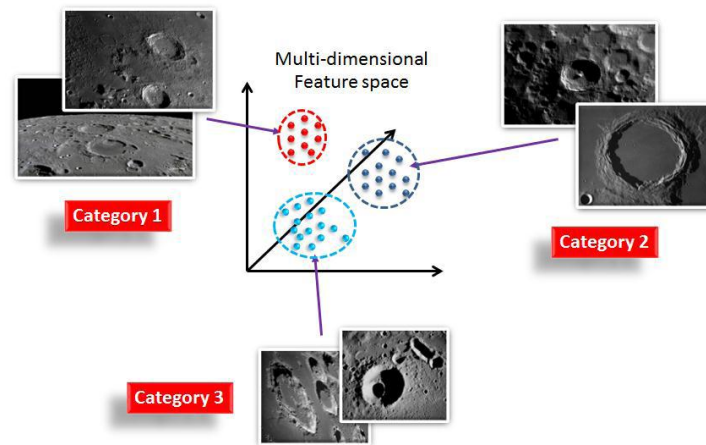 Multi-dimensional
Feature space
Category 1
Category 2
Category 3